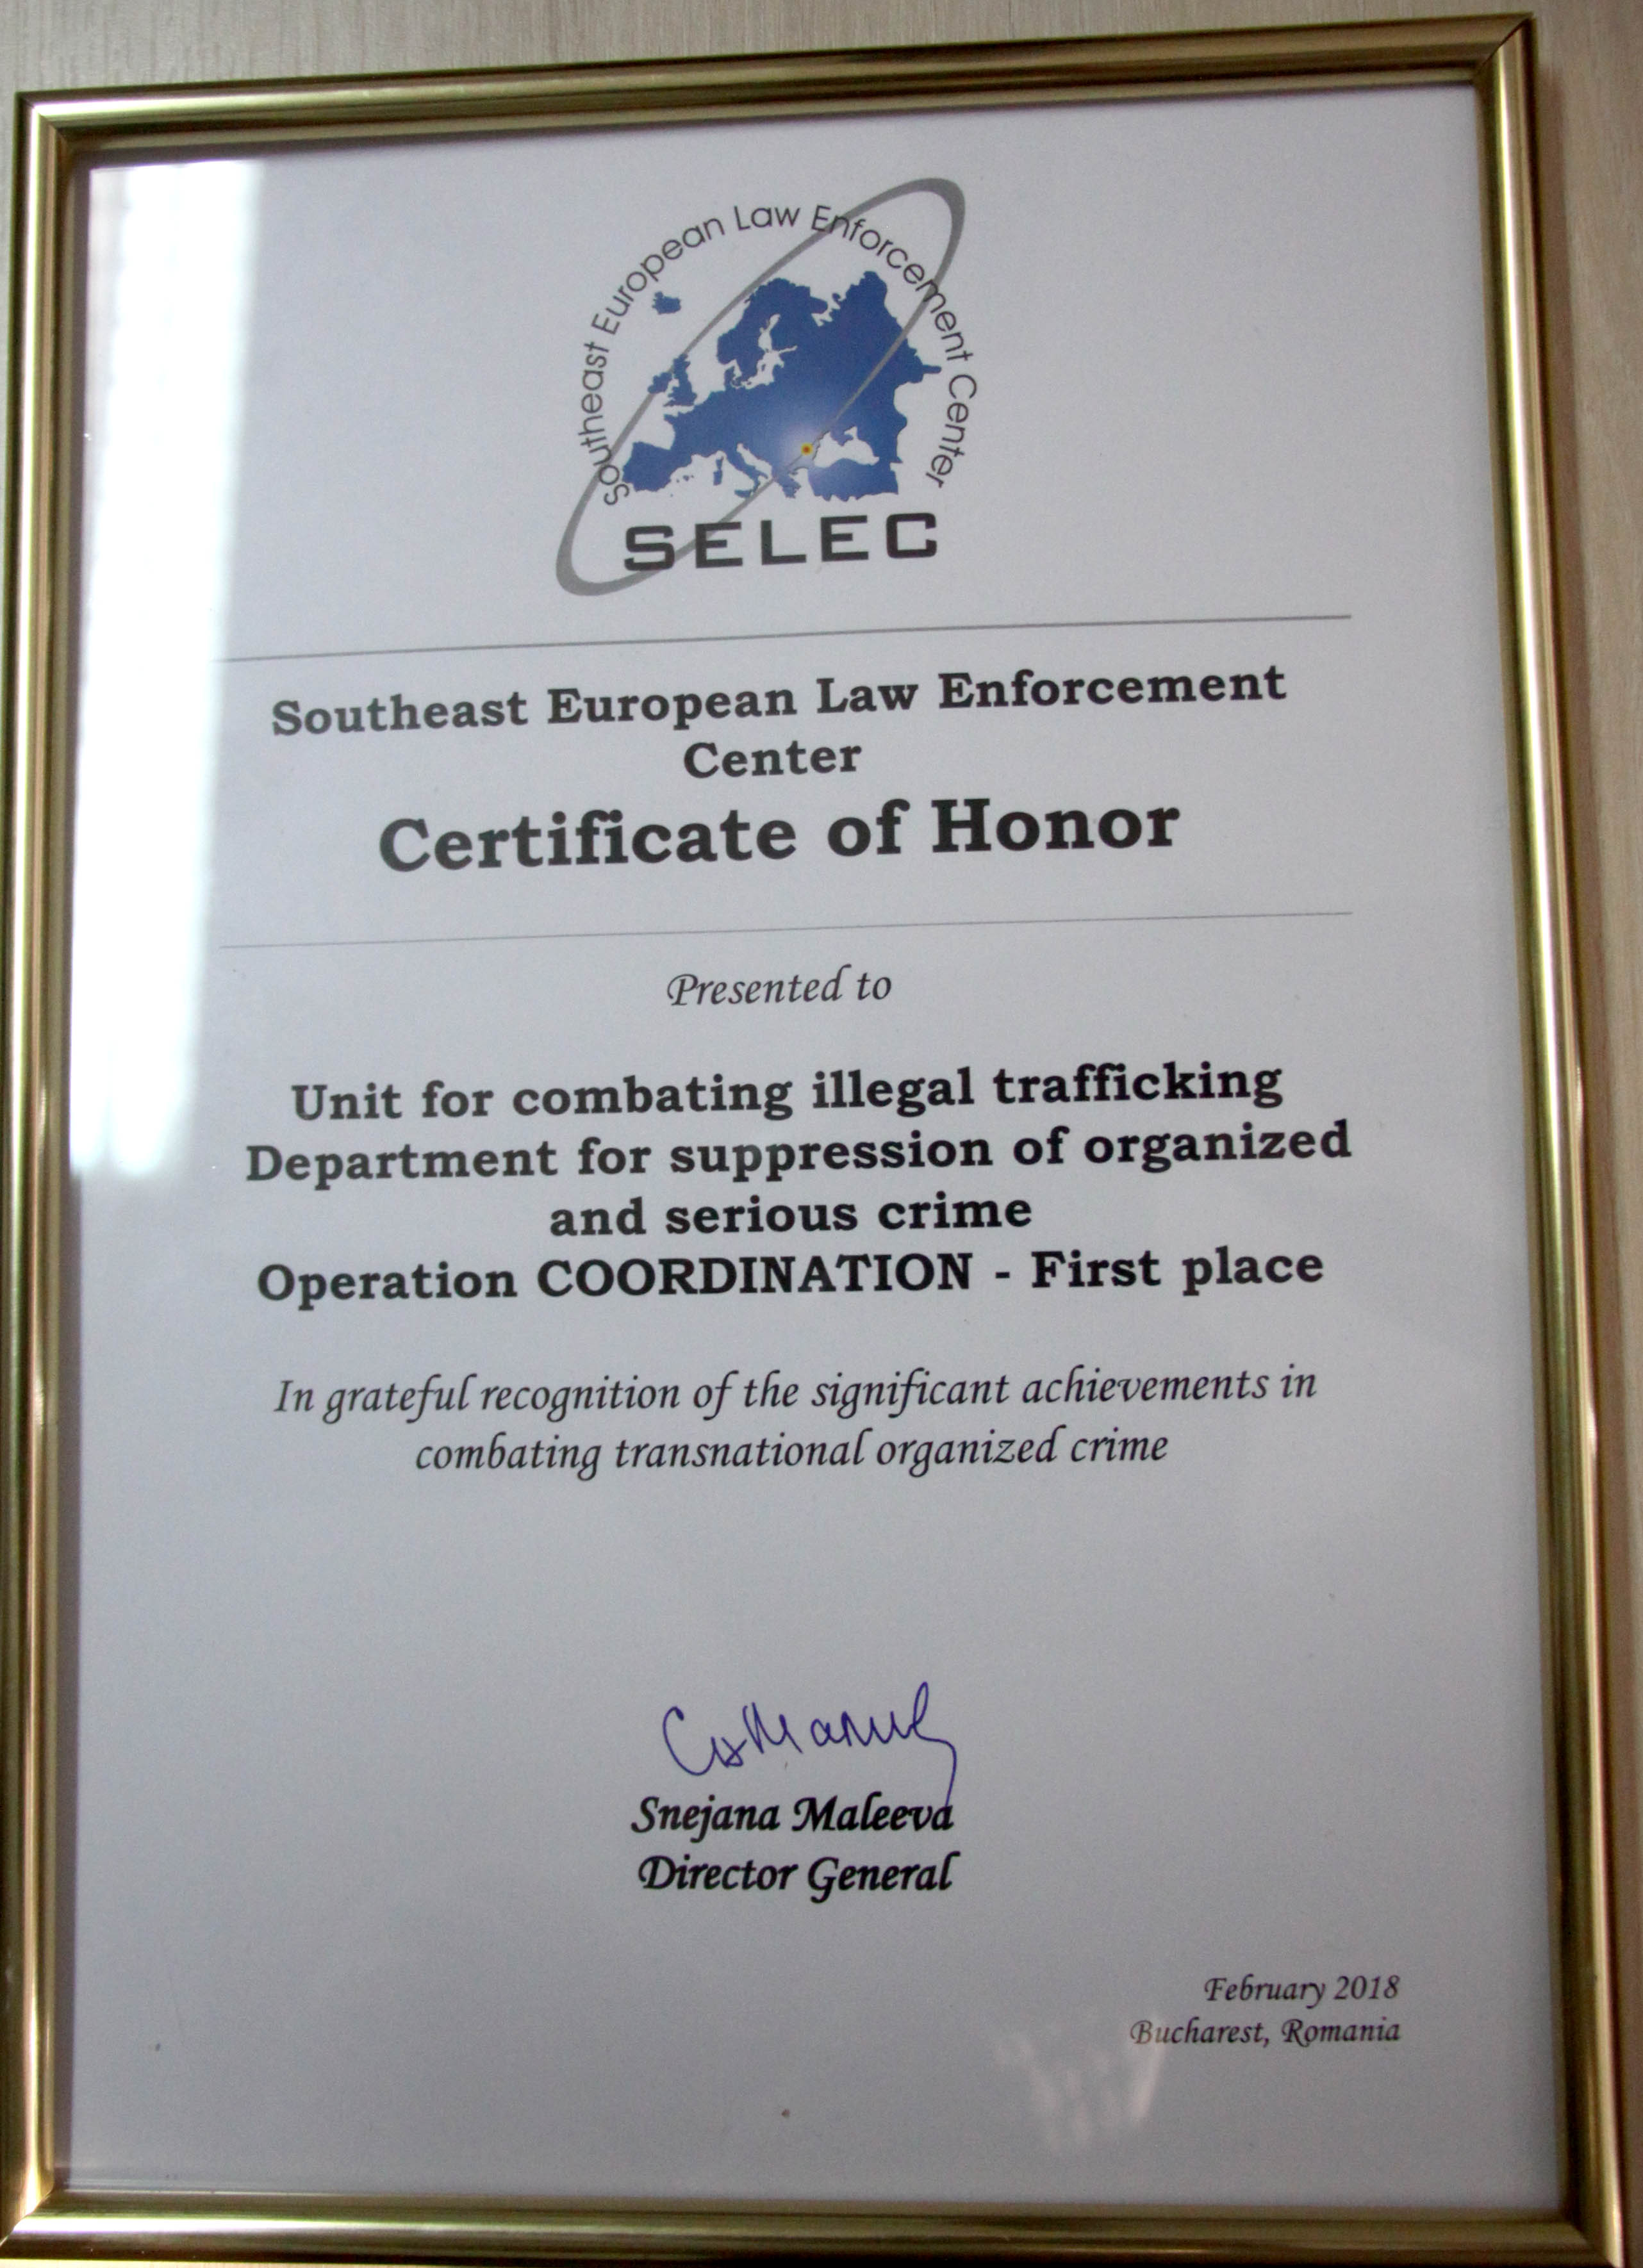 Southeast European Law Enforcement Center
SELEC
Southeast European Law Enforcement
Center
Certificate of Honor
Presented to
Unit for combating illegal trafficking
Department for suppression of organized
and serious crime
Operation COORDINATION - First place
In grateful recognition of the significant achievements in
combating transnational organized crime
Snejana Maleeva
Director General
February 2018
Bucharest, Romania